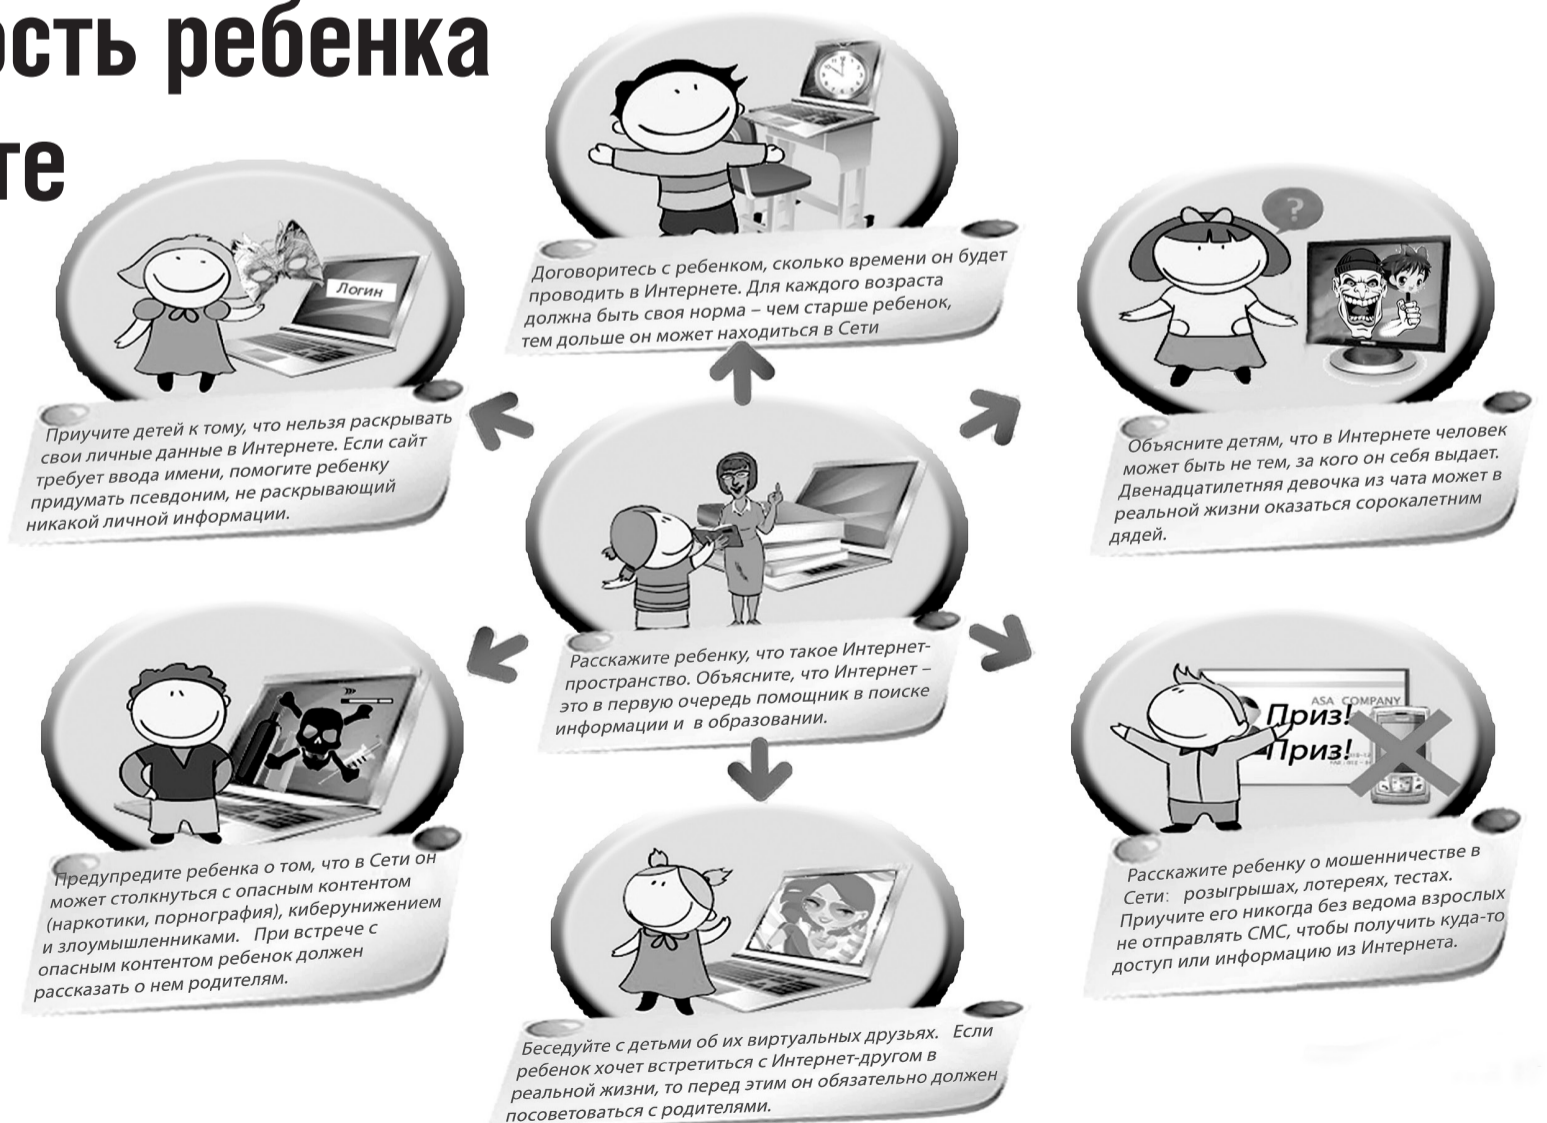 ость ребенка
те
Договоритесь с ребенком, сколько времени он будет
проводить в Интернете. Для каждого возраста
должна быть своя норма – чем старше ребенок,
тем дольше он может находиться в Сети
Логин
Приучите детей к тому, что нельзя раскрывать
свои личные данные в Интернете. Если сайт
требует ввода имени, помогите ребенку
придумать псевдоним, не раскрывающий
никакой личной информации.
?
Объясните детям, что в Интернете человек
может быть не тем, за кого он себя выдает.
Двенадцатилетняя девочка из чата может в
реальной жизни оказаться сорокалетним
дядей.
Расскажите ребенку, что такое Интернет-
пространство. Объясните, что Интернет –
это в первую очередь помощник в поиске
информации и в образовании.
Предупредите ребенка о том, что в Сети он
может столкнуться с опасным контентом
(наркотики, порнография), киберунижением
и злоумышленниками. При встрече с
опасным контентом ребенок должен
рассказать о нем родителям.
ASA COMPANY
Приз!
Приз!
Расскажите ребенку о мошенничестве в
Сети: розыгрышах, лотереях, тестах.
Приучите его никогда без ведома взрослых
не отправлять СМС, чтобы получить куда-то
доступ или информацию из Интернета.
Беседуйте с детьми об их виртуальных друзьях. Если
ребенок хочет встретиться с Интернет-другом в
реальной жизни, то перед этим он обязательно должен
посоветоваться с родителями.